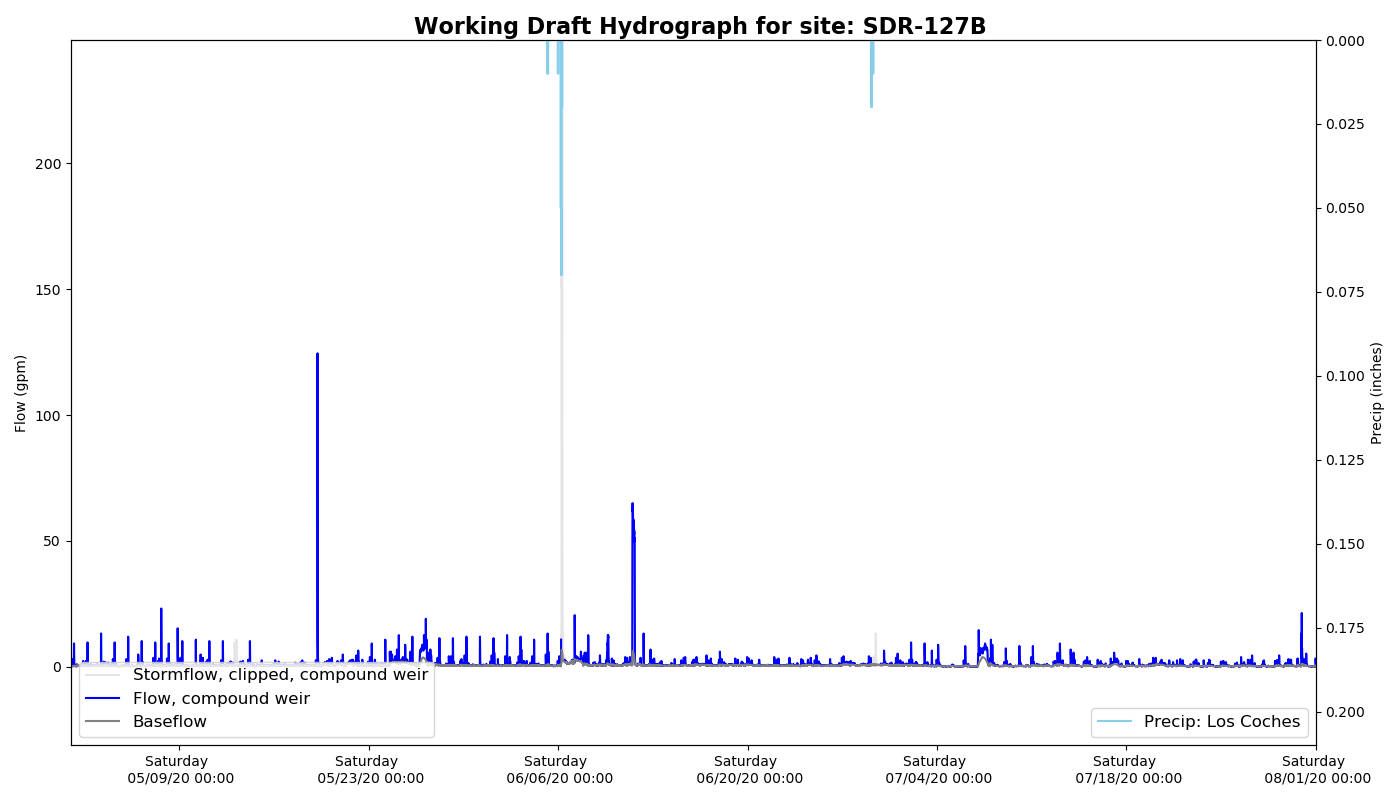 Working Draft Hydrograph for site: SDR-127B
Flow (gpm)
200
150
100
50
0
0.000
0.025
0.050
0.075
0.100
0.125
0.150
0.175
0.200
Precip (inches)
Stormflow, clipped, compound weir
Flow, compound weir
Baseflow
Precip: Los Coches
Saturday
05/09/20 00:00
Saturday
05/23/20 00:00
Saturday
06/06/20 00:00
Saturday
06/20/20 00:00
Saturday
07/04/20 00:00
Saturday
07/18/20 00:00
Saturday
08/01/20 00:00